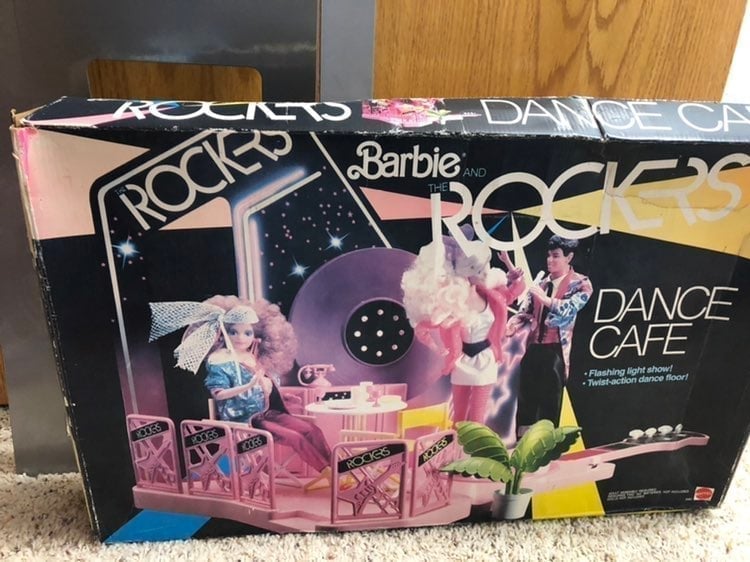 ROCKERS DANCE CA
THE ROCKERS
Barbie AND
THE ROCKERS
DANCE
CAFE
• Flashing light show!
• Twist-action dance floor!
ROCKERS
ROCKERS
ROCKERS
ROCKERS
ROCKERS